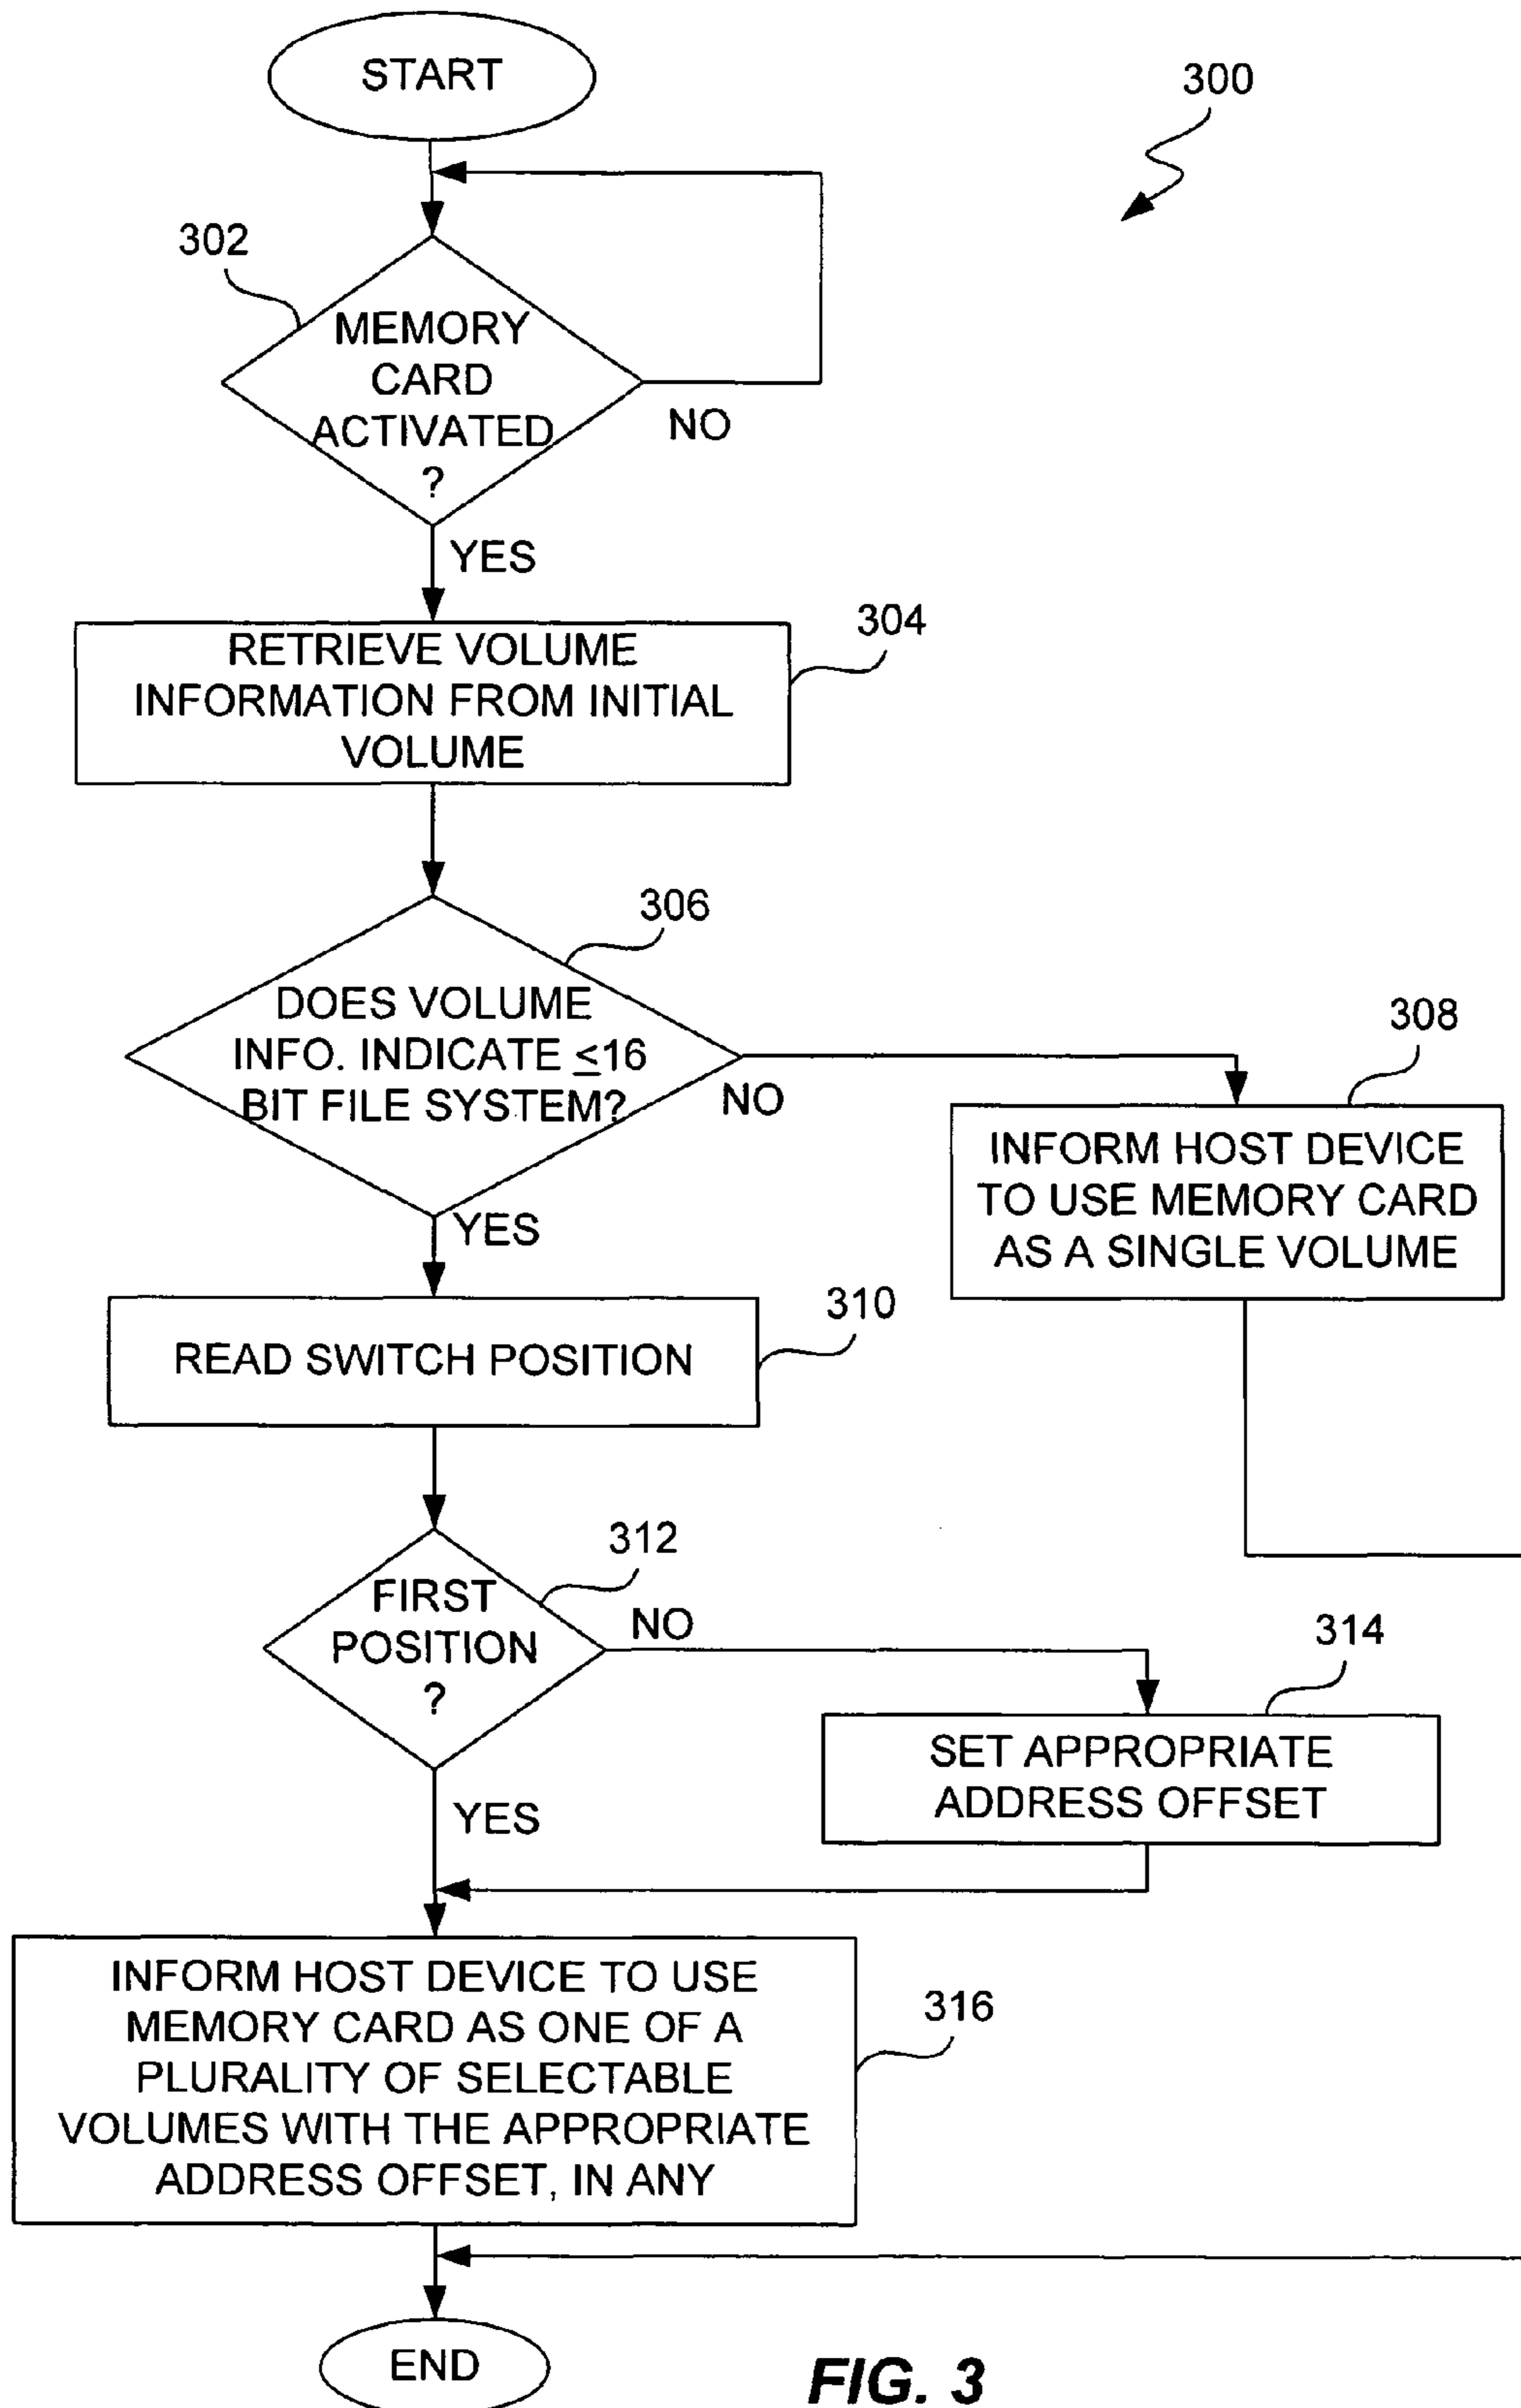 START
300
302
MEMORY
CARD
ACTIVATED
?
NO
YES
304
RETRIEVE VOLUME
INFORMATION FROM INITIAL
VOLUME
306
DOES VOLUME
INFO. INDICATE ≤16
BIT FILE SYSTEM?
NO
YES
308
INFORM HOST DEVICE
TO USE MEMORY CARD
AS A SINGLE VOLUME
310
READ SWITCH POSITION
312
FIRST
POSITION
?
NO
YES
314
SET APPROPRIATE
ADDRESS OFFSET
INFORM HOST DEVICE TO USE
MEMORY CARD AS ONE OF A
PLURALITY OF SELECTABLE
VOLUMES WITH THE APPROPRIATE
ADDRESS OFFSET, IN ANY
316
END
FIG. 3